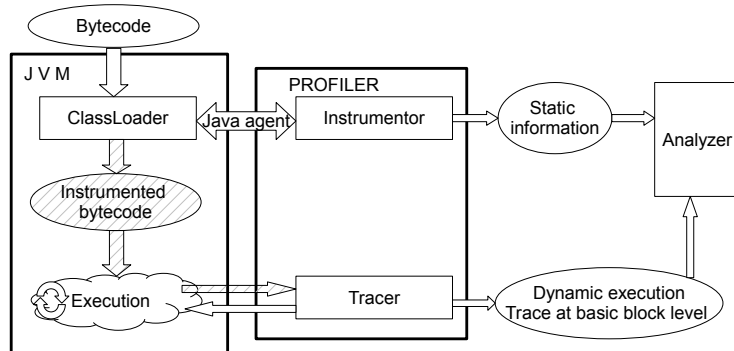 Bytecode
J V M
PROFILER
ClassLoader
Java agent
Instrumentor
Static
information
Analyzer
Instrumented
bytecode
Execution
Tracer
Dynamic execution
Trace at basic block level